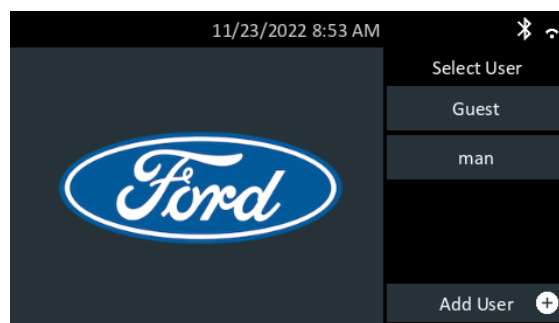 11/23/2022 8:53 AM
Select User
Guest
man
Ford
Add User